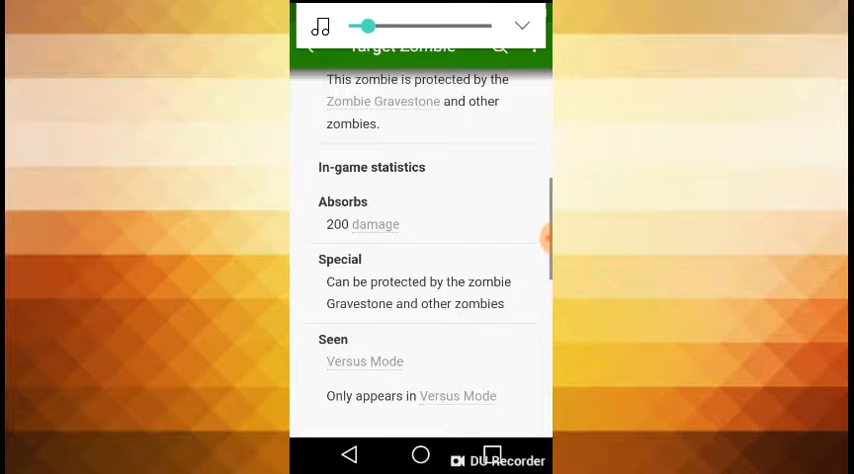 Target Zombie
This zombie is protected by the
Zombie Gravestone and other
zombies.
In-game statistics
Absorbs
200 damage
Special
Can be protected by the zombie
Gravestone and other zombies
Seen
Versus Mode
Only appears in Versus Mode
DU Recorder